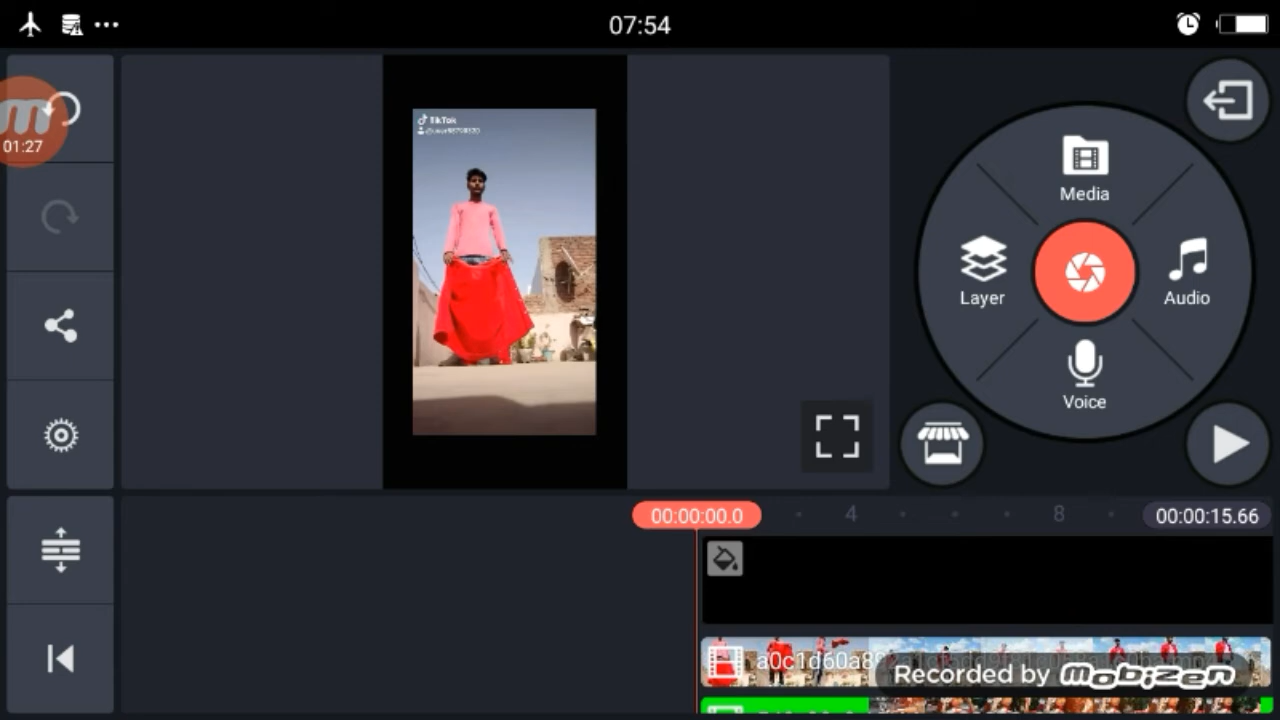 07:54
01:27
TikTok
Media
Layer
Audio
Voice
00:00:00.0
4
8
00:00:15.66
a0c1d60a8
Recorded by mobizen